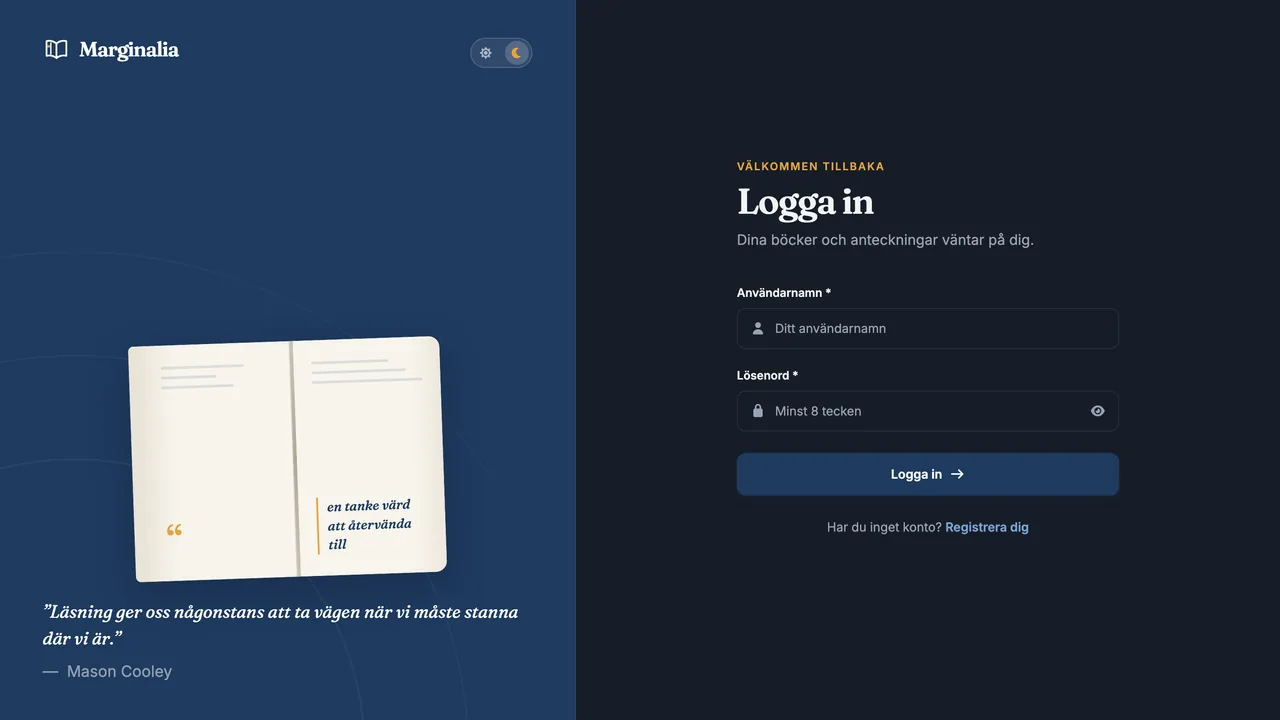 Marginalia
“
en tanke värd
att återvända
till
”Läsning ger oss någonstans att ta vägen när vi måste stanna
där vi är.”
— Mason Cooley
VÄLKOMMEN TILLBAKA
Logga in
Dina böcker och anteckningar väntar på dig.
Användarnamn *
Ditt användarnamn
Lösenord *
Minst 8 tecken
Logga in →
Har du inget konto? Registrera dig